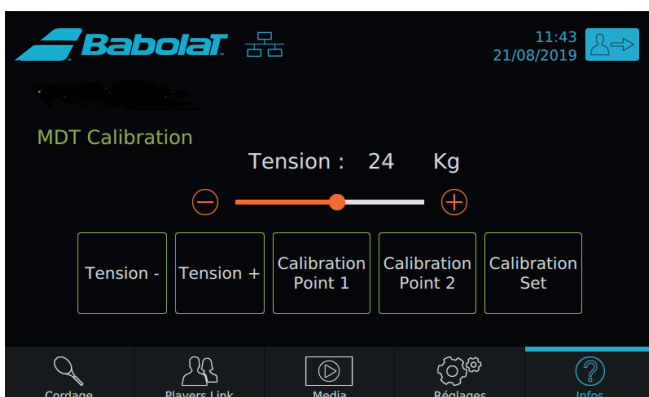 Babolat
11:43
21/08/2019
MDT Calibration
Tension : 24 Kg
Tension -
Tension +
Calibration
Point 1
Calibration
Point 2
Calibration
Set
Cordage
Players Link
Media
Réglages
Infos